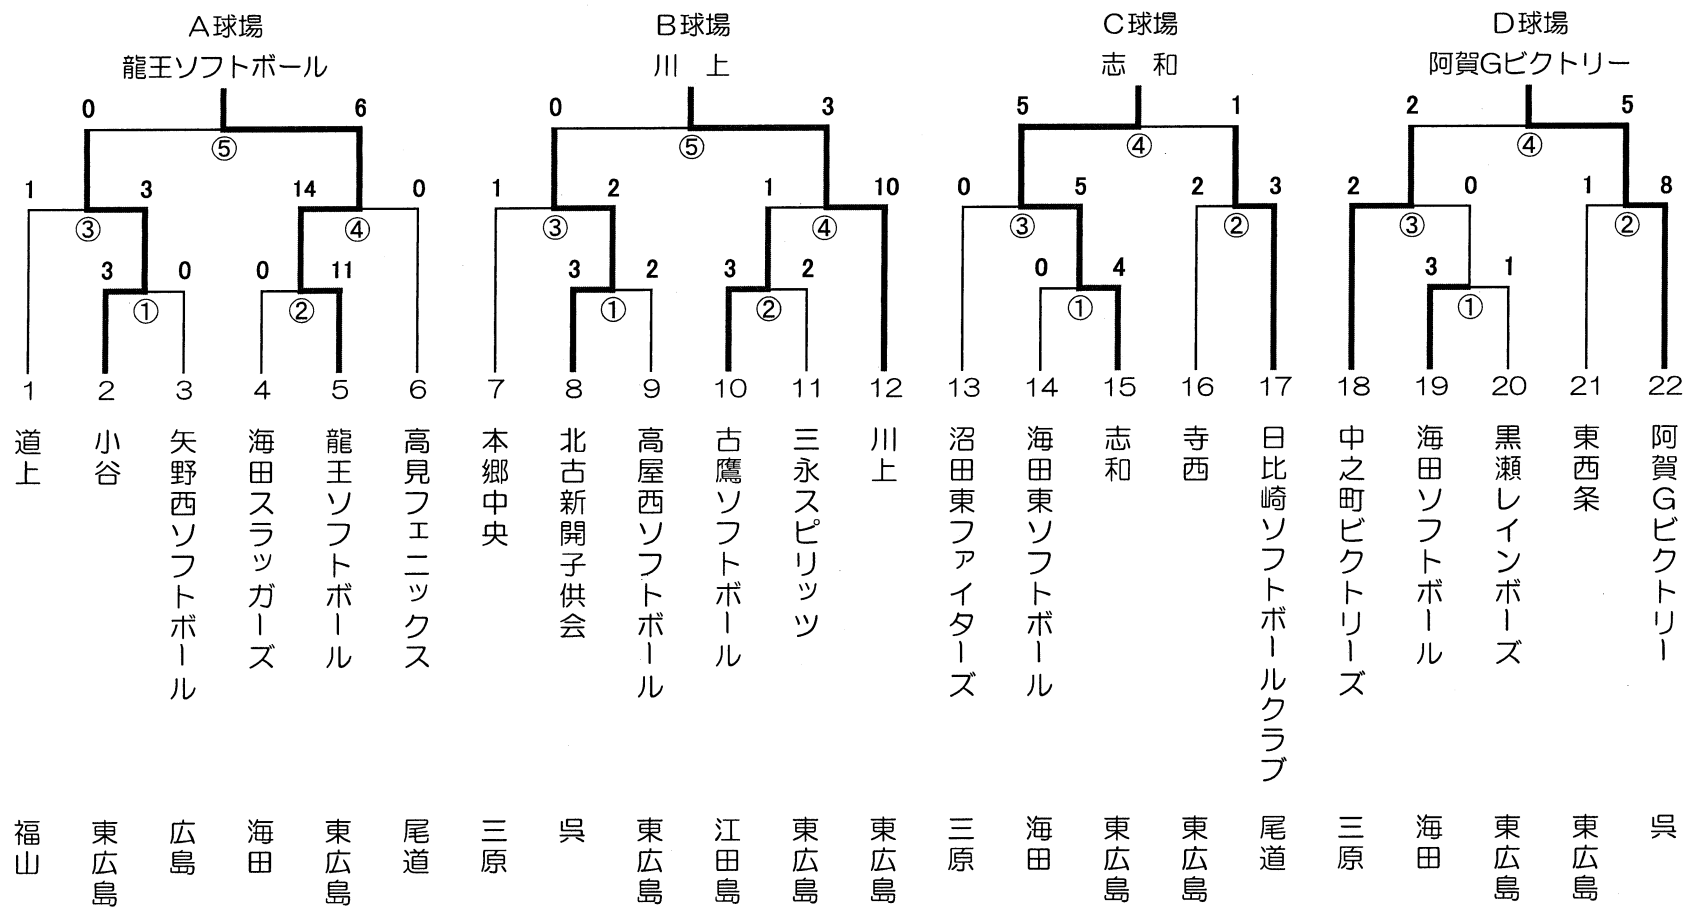 A球場 B球場 C球場 D球場
龍王ソフトボール 川 上 志 和 阿賀Gビクトリー
0 6 0 3 5 1 2 5
⑤ ⑤ ④ ④
1 3 14 0 1 2 1 10 0 5 2 3 2 0 1 8
③ ④ ③ ④ ③ ② ③ ②
3 0 0 11 3 2 3 2 0 4 3 1
① ② ① ② ① ①
1 2 3 4 5 6 7 8 9 10 11 12 13 14 15 16 17 18 19 20 21 22
道上
小谷
矢野西ソフトボール
海田スラッガーズ
龍王ソフトボール
高見フェニックス
本郷中央
北古新開子供会
高屋西ソフトボール
古鷹ソフトボール
三永スピリッツ
川上
沼田東ファイターズ
海田東ソフトボール
志和
寺西
日比崎ソフトボールクラブ
中之町ビクトリーズ
海田ソフトボール
黒瀬レインボーズ
東西条
阿賀Gビクトリー
福山
東広島
広島
海田
東広島
尾道
三原
呉
東広島
江田島
東広島
東広島
三原
海田
東広島
東広島
尾道
三原
海田
東広島
東広島
呉